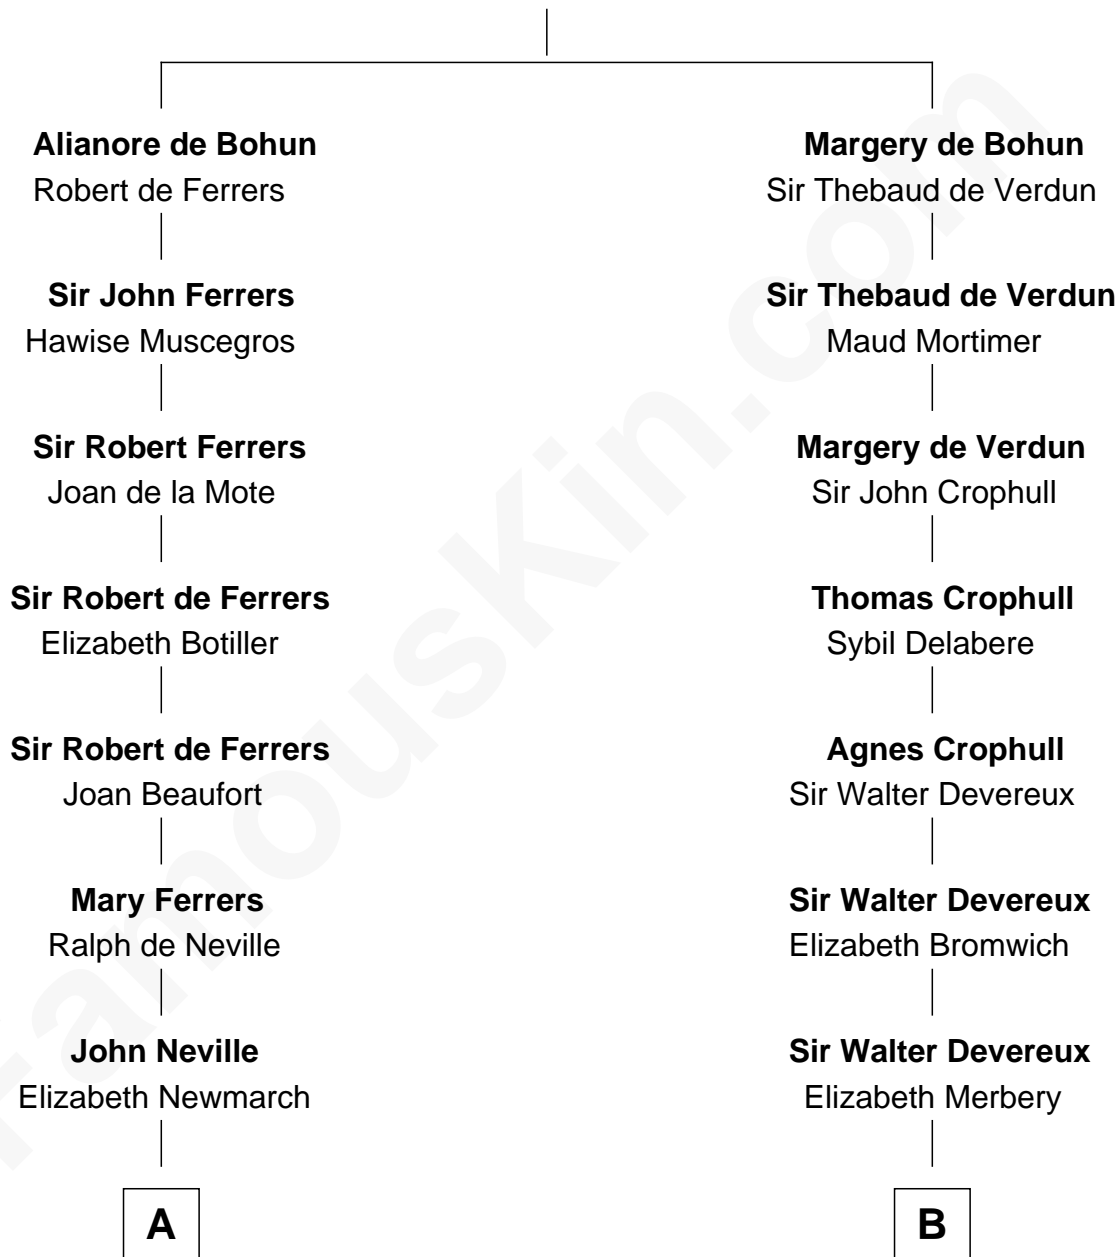 Alianore de Bohun
Robert de Ferrers
Sir John Ferrers
Hawise Muscegros
Sir Robert Ferrers
Joan de la Mote
Sir Robert de Ferrers
Elizabeth Botiller
Sir Robert de Ferrers
Joan Beaufort
Mary Ferrers
Ralph de Neville
John Neville
Elizabeth Newmarch
A
Margery de Bohun
Sir Thebaud de Verdun
Sir Thebaud de Verdun
Maud Mortimer
Margery de Verdun
Sir John Crophull
Thomas Crophull
Sybil Delabere
Agnes Crophull
Sir Walter Devereux
Sir Walter Devereux
Elizabeth Bromwich
Sir Walter Devereux
Elizabeth Merbery
B
FamousKin.com